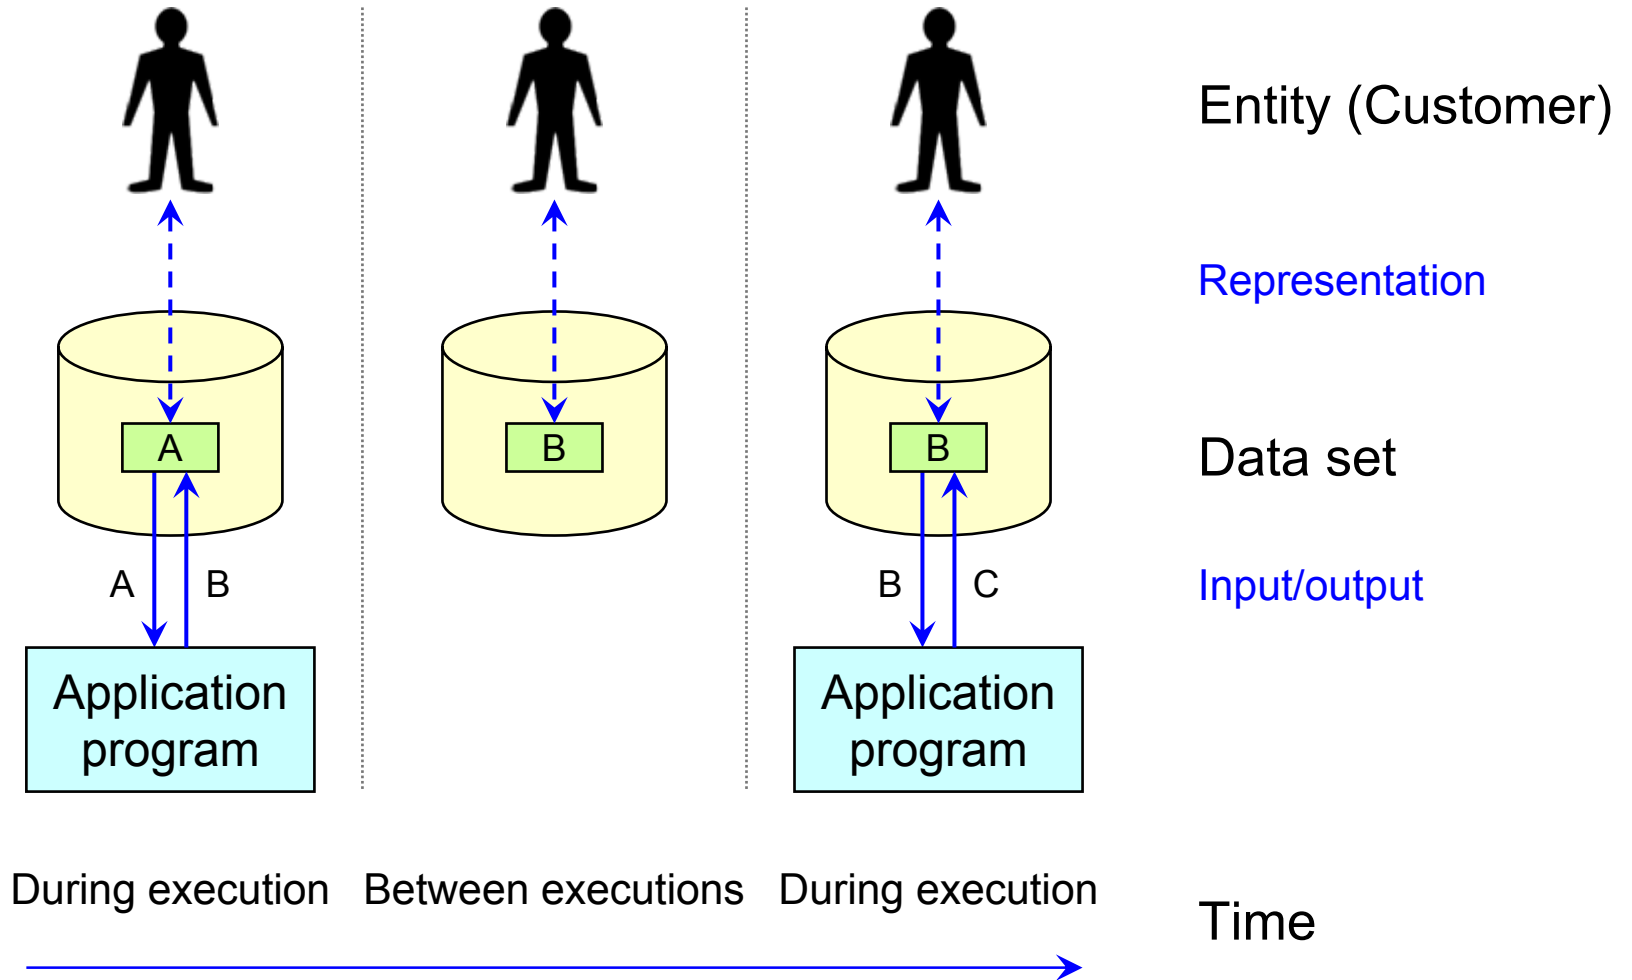 Entity (Customer)
Representation
A
B
B
Data set
A
B
B
C
Input/output
Application
program
Application
program
During execution
Between executions
During execution
Time